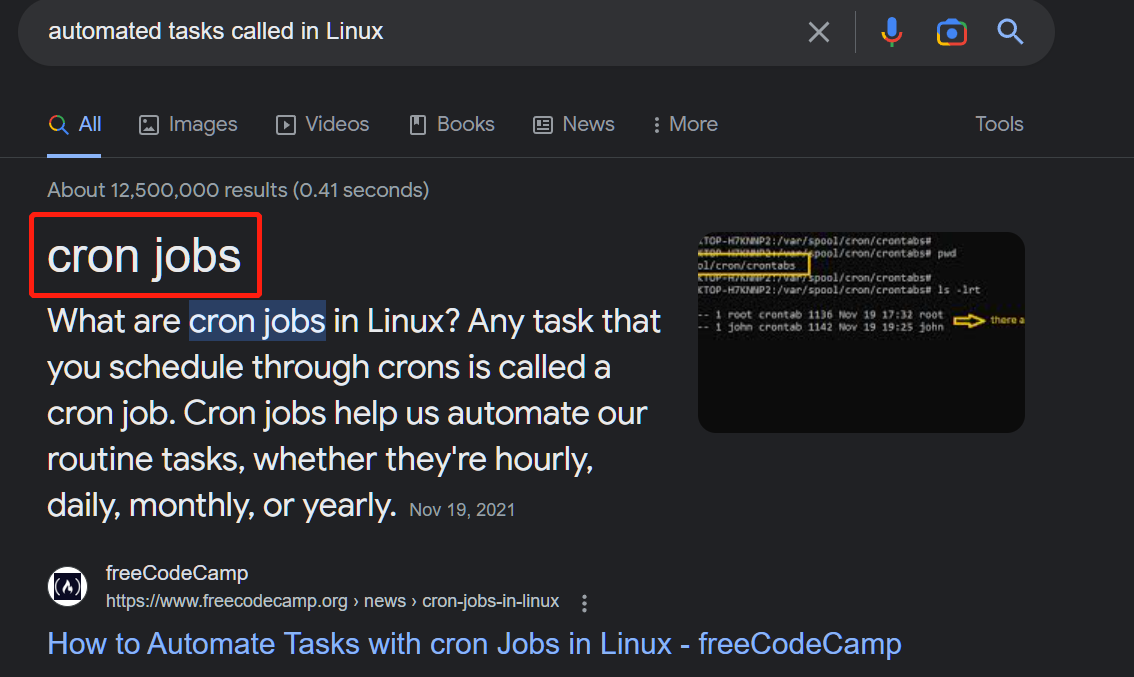 automated tasks called in Linux
All Images Videos Books News More Tools
About 12,500,000 results (0.41 seconds)
cron jobs
What are cron jobs in Linux? Any task that
you schedule through crons is called a
cron job. Cron jobs help us automate our
routine tasks, whether they're hourly,
daily, monthly, or yearly. Nov 19, 2021
KTOP-H7KNNP2:/var/spool/cron/crontabs#
KTOP-H7KNNP2:/var/spool/cron/crontabs# pwd
ol/cron/crontabs
KTOP-H7KNNP2:/var/spool/cron/crontabs#
KTOP-H7KNNP2:/var/spool/cron/crontabs# ls -lrt
-- 1 root crontab 1136 Nov 19 17:32 root
-- 1 john crontab 1142 Nov 19 19:25 john
there a
freeCodeCamp
https://www.freecodecamp.org › news › cron-jobs-in-linux
How to Automate Tasks with cron Jobs in Linux - freeCodeCamp